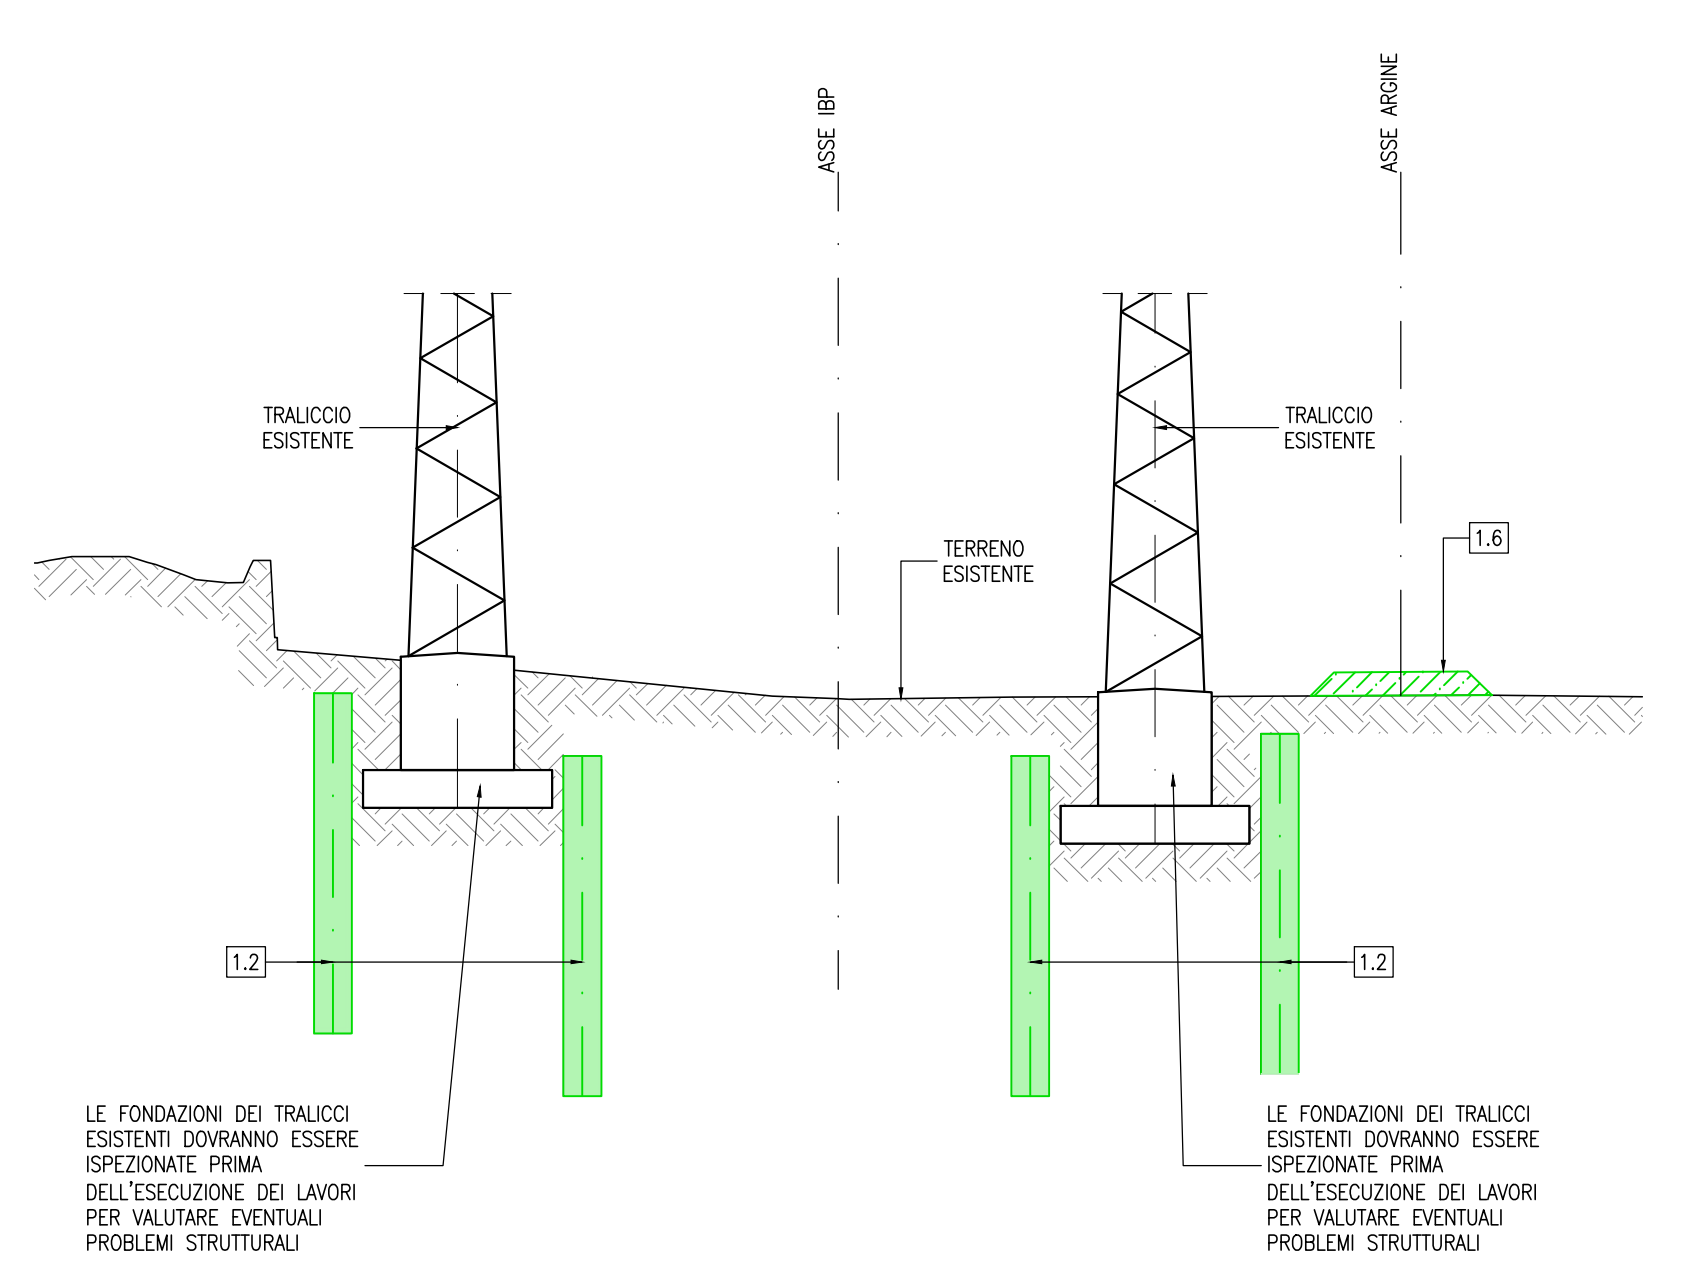 ASSE IBP
ASSE ARGINE
TRALICCIO
ESISTENTE
TRALICCIO
ESISTENTE
1.6
TERRENO
ESISTENTE
1.2
1.2
LE FONDAZIONI DEI TRALICCI
ESISTENTI DOVRANNO ESSERE
ISPEZIONATE PRIMA
DELL'ESECUZIONE DEI LAVORI
PER VALUTARE EVENTUALI
PROBLEMI STRUTTURALI
LE FONDAZIONI DEI TRALICCI
ESISTENTI DOVRANNO ESSERE
ISPEZIONATE PRIMA
DELL'ESECUZIONE DEI LAVORI
PER VALUTARE EVENTUALI
PROBLEMI STRUTTURALI